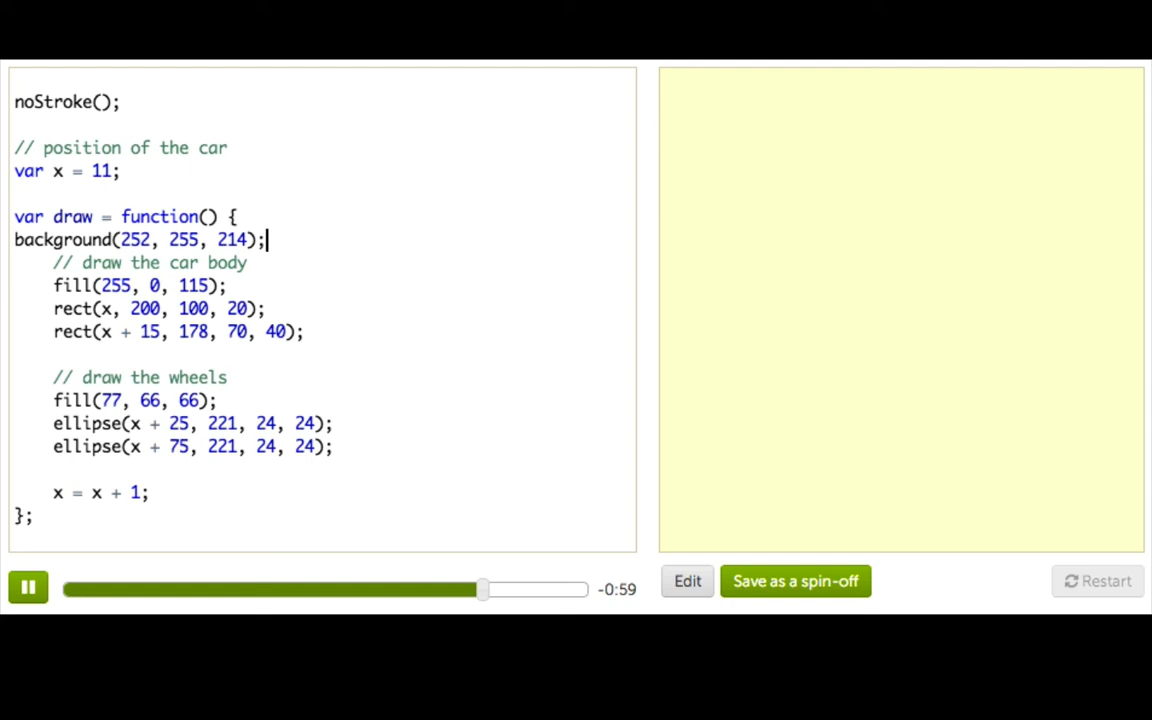 noStroke();
// position of the car
var x = 11;
var draw = function() {
background(252, 255, 214);
// draw the car body
fill(255, 0, 115);
rect(x, 200, 100, 20);
rect(x + 15, 178, 70, 40);
// draw the wheels
fill(77, 66, 66);
ellipse(x + 25, 221, 24, 24);
ellipse(x + 75, 221, 24, 24);
x = x + 1;
};
-0:59
Edit
Save as a spin-off
Restart